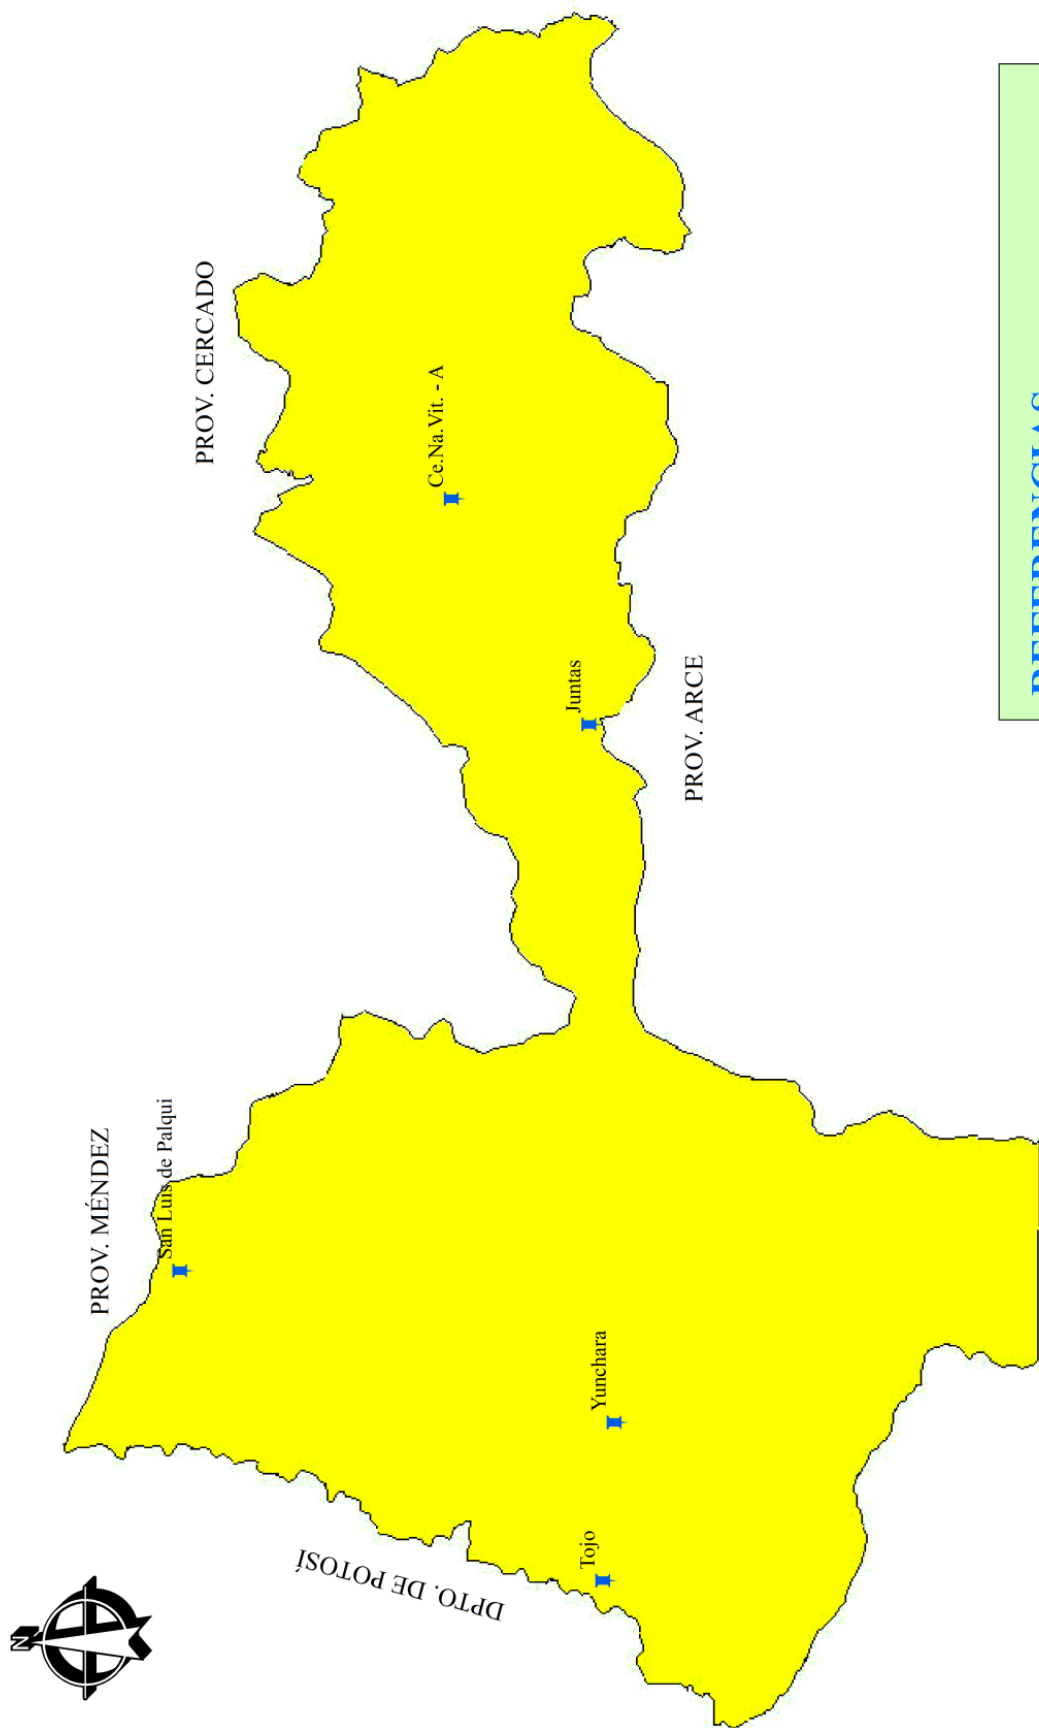 N
PROV. MÉNDEZ
San Luis de Palqui
PROV. CERCADO
Ce.Na.Vit. - A
DPTO. DE POTOSÍ
Tojo
Yunchara
Juntas
PROV. ARCE
REFERENCIAS